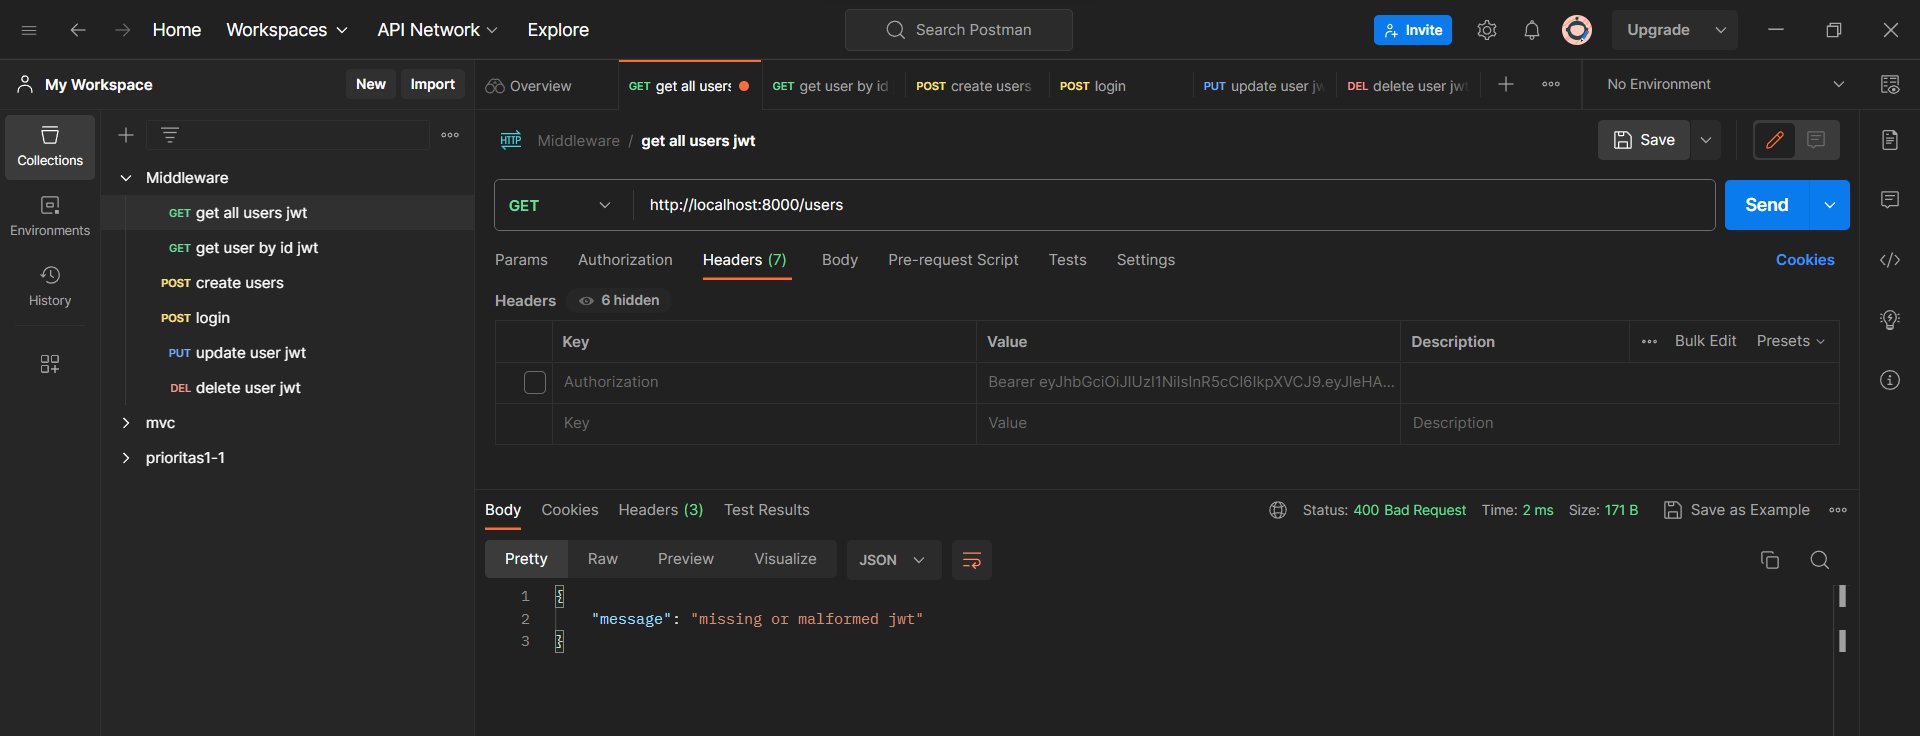 Home Workspaces API Network Explore Search Postman Invite Upgrade
My Workspace New Import
Overview GET get all users GET get user by id POST create users POST login PUT update user jw DEL delete user jwt No Environment
Collections
Environments
History
Middleware
GET get all users jwt
GET get user by id jwt
POST create users
POST login
PUT update user jwt
DEL delete user jwt
mvc
prioritas1-1
HTTP Middleware / get all users jwt Save
GET http://localhost:8000/users Send
Params Authorization Headers (7) Body Pre-request Script Tests Settings Cookies
Headers 6 hidden
Key Value Description Bulk Edit Presets
Authorization Bearer eyJhbGciOiJIUzI1NiIsInR5cCI6IkpXVCJ9.eyJleHA...
Key Value Description
Body Cookies Headers (3) Test Results Status: 400 Bad Request Time: 2 ms Size: 171 B Save as Example
Pretty Raw Preview Visualize JSON
1 {
2 "message": "missing or malformed jwt"
3 }